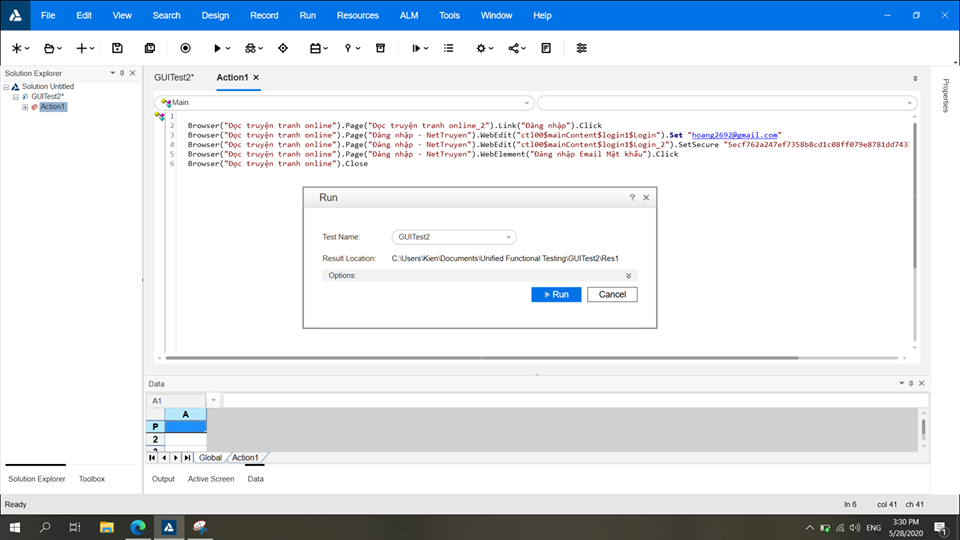 File Edit View Search Design Record Run Resources ALM Tools Window Help
Solution Explorer
Solution Untitled
GUITest2*
Action1
GUITest2* Action1
Main
1
2 Browser("Đọc truyện tranh online").Page("Đọc truyện tranh online_2").Link("Đăng nhập").Click
3 Browser("Đọc truyện tranh online").Page("Đăng nhập - NetTruyen").WebEdit("ctl00$mainContent$login1$Login").Set "hoang2692@gmail.com"
4 Browser("Đọc truyện tranh online").Page("Đăng nhập - NetTruyen").WebEdit("ctl00$mainContent$login1$Login_2").SetSecure "5ecf762a247ef7358b8cd1c08ff079e8781dd743
5 Browser("Đọc truyện tranh online").Page("Đăng nhập - NetTruyen").WebElement("Đăng nhập Email Mật khẩu").Click
6 Browser("Đọc truyện tranh online").Close
Properties
Run
Test Name: GUITest2
Result Location: C:\Users\Kien\Documents\Unified Functional Testing\GUITest2\Res1
Options:
Run Cancel
Data
A1
A
P
2
Global Action1
Solution Explorer Toolbox Output Active Screen Data
Ready ln 6 col 41 ch 41
ENG 3:30 PM
5/28/2020
1